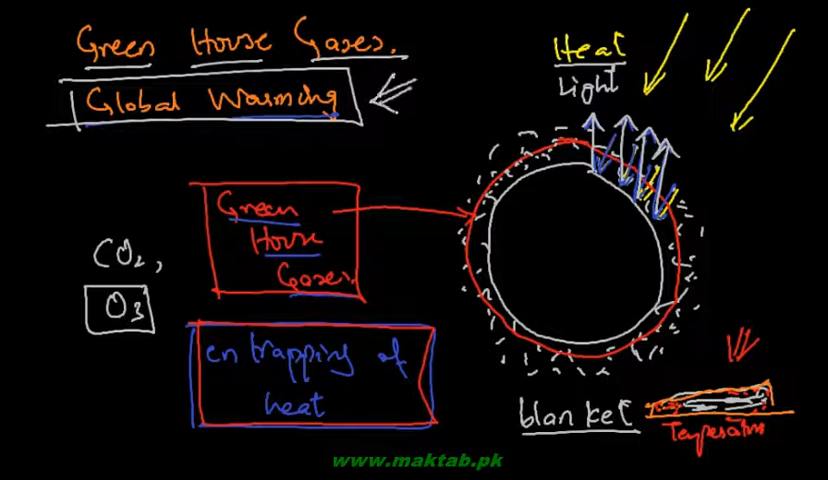 Green House Gases.
Global Warming
Heat
Light
Green
House
Gases.
CO₂,
O₃
entrapping of
heat
blanket
Temperature
www.maktab.pk